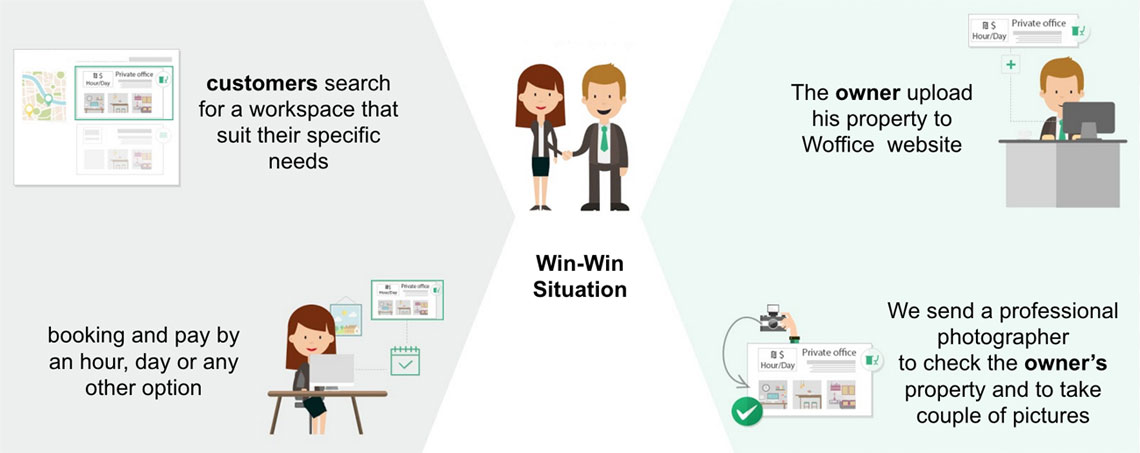 ₪ $
Hour/Day
Private office
customers search
for a workspace that
suit their specific
needs
booking and pay by
an hour, day or any
other option
₪ $
Hour/Day
Private office
Win-Win
Situation
₪ $
Hour/Day
Private office
The owner upload
his property to
Woffice website
₪ $
Hour/Day
Private office
We send a professional
photographer
to check the owner’s
property and to take
couple of pictures